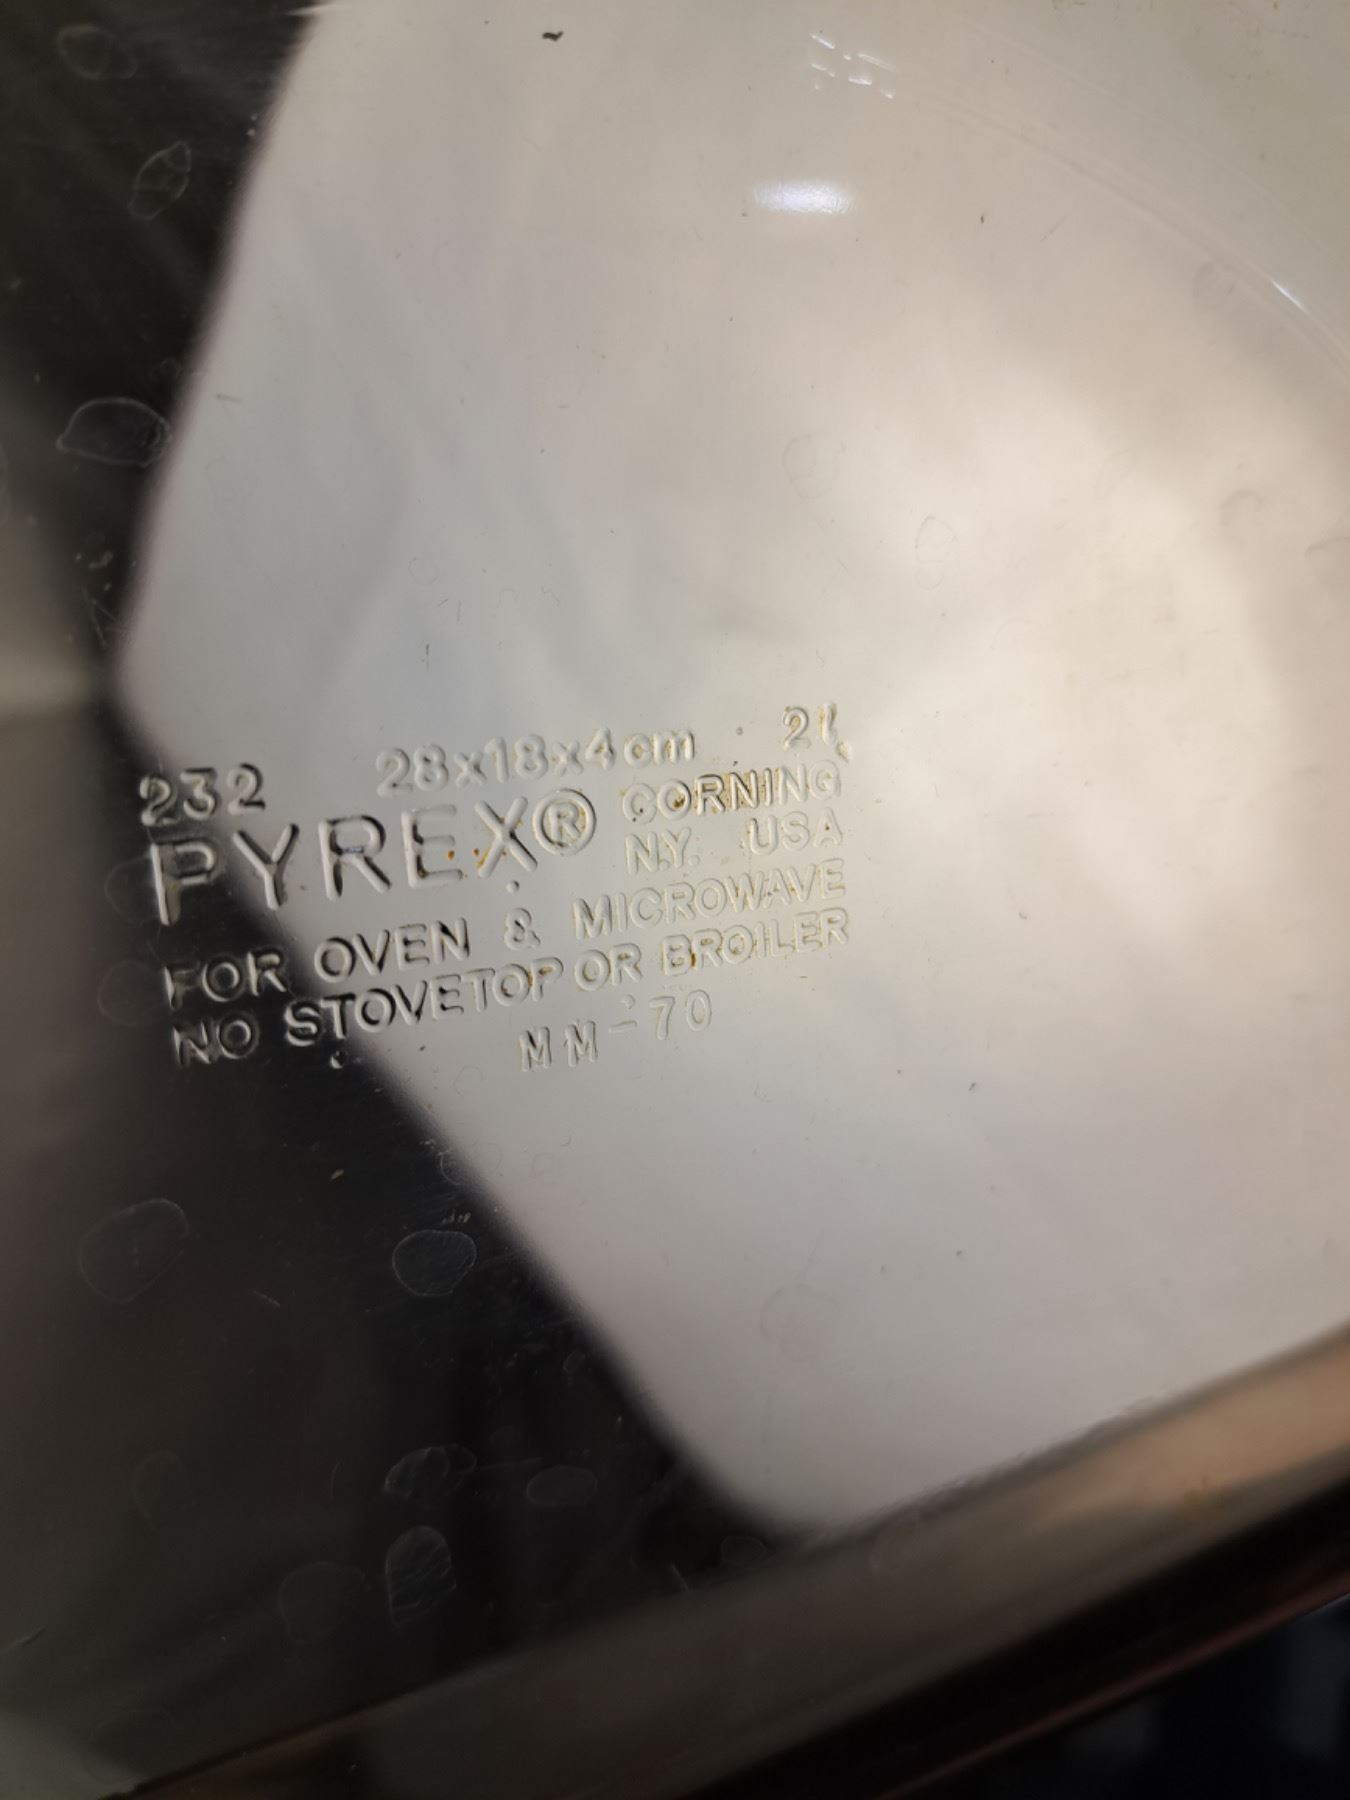 232 28x18x4cm 2l
PYREX® CORNING
N.Y. USA
FOR OVEN & MICROWAVE
NO STOVETOP OR BROILER
MM-70